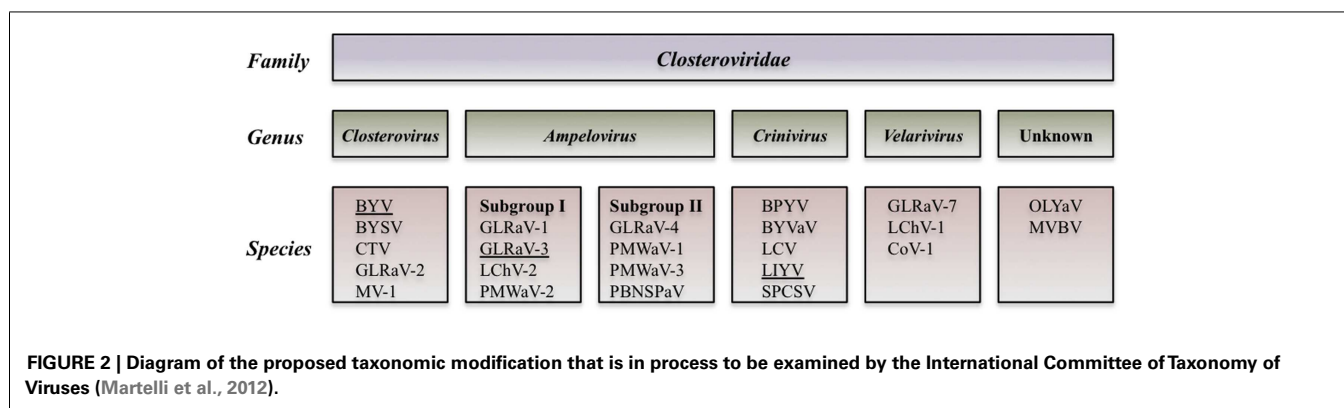 Family
Closteroviridae
Genus
Closterovirus
Ampelovirus
Crinivirus
Velarivirus
Unknown
Species
BYV
BYSV
CTV
GLRaV-2
MV-1
Subgroup I
GLRaV-1
GLRaV-3
LChV-2
PMWaV-2
Subgroup II
GLRaV-4
PMWaV-1
PMWaV-3
PBNSPaV
BPYV
BYVaV
LCV
LIYV
SPCSV
GLRaV-7
LChV-1
CoV-1
OLYaV
MVBV
FIGURE 2 | Diagram of the proposed taxonomic modification that is in process to be examined by the International Committee of Taxonomy of
Viruses (Martelli et al., 2012).